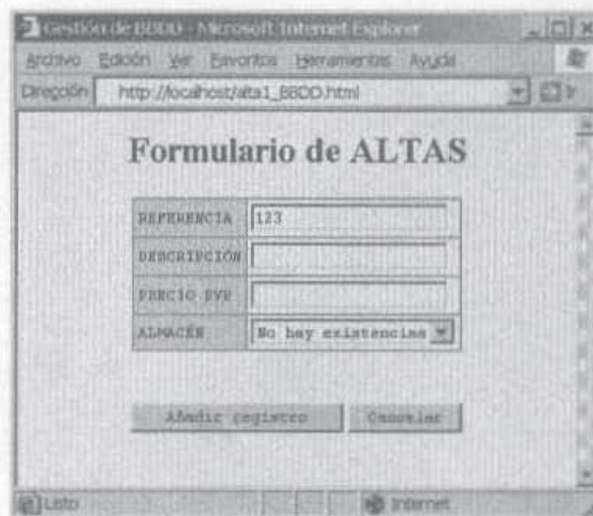 Gestión de BBDD - Microsoft Internet Explorer
Archivo Edición Ver Favoritos Herramientas Ayuda
Dirección http://localhost/alta1_BBDD.html Ir
Formulario de ALTAS
REFERENCIA 123
DESCRIPCIÓN
PRECIO PVP
ALMACÉN No hay existencias
Añadir registro Cancelar
Listo Internet